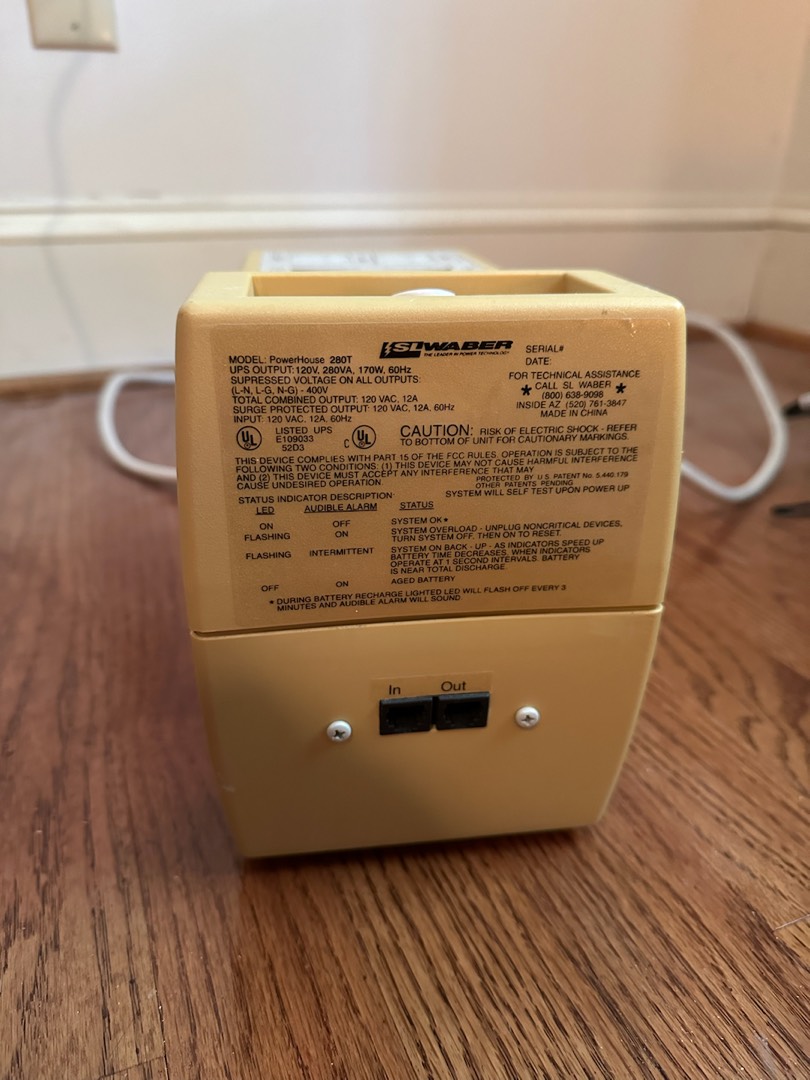 SL WABER
THE LEADER IN POWER TECHNOLOGY
MODEL: PowerHouse 280T
UPS OUTPUT: 120V, 280VA, 170W, 60Hz
SUPRESSED VOLTAGE ON ALL OUTPUTS:
(L-N, L-G, N-G) - 400V
TOTAL COMBINED OUTPUT: 120 VAC, 12A
SURGE PROTECTED OUTPUT: 120 VAC, 12A, 60Hz
INPUT: 120 VAC, 12A, 60Hz
SERIAL#
DATE:
FOR TECHNICAL ASSISTANCE
* CALL SL WABER *
(800) 638-9098
INSIDE AZ (520) 761-3847
MADE IN CHINA
UL
LISTED UPS
E109033
52D3
C UL
CAUTION: RISK OF ELECTRIC SHOCK - REFER
TO BOTTOM OF UNIT FOR CAUTIONARY MARKINGS.
THIS DEVICE COMPLIES WITH PART 15 OF THE FCC RULES. OPERATION IS SUBJECT TO THE
FOLLOWING TWO CONDITIONS: (1) THIS DEVICE MAY NOT CAUSE HARMFUL INTERFERENCE
AND (2) THIS DEVICE MUST ACCEPT ANY INTERFERENCE THAT MAY
CAUSE UNDESIRED OPERATION.
PROTECTED BY U.S. PATENT No. 5,440,179
OTHER PATENTS PENDING
SYSTEM WILL SELF TEST UPON POWER UP
STATUS INDICATOR DESCRIPTION
LED AUDIBLE ALARM STATUS
ON OFF SYSTEM OK*
FLASHING ON SYSTEM OVERLOAD - UNPLUG NONCRITICAL DEVICES,
TURN SYSTEM OFF, THEN ON TO RESET.
FLASHING INTERMITTENT SYSTEM ON BACK - UP - AS INDICATORS SPEED UP
BATTERY TIME DECREASES. WHEN INDICATORS
OPERATE AT 1 SECOND INTERVALS. BATTERY
IS NEAR TOTAL DISCHARGE.
OFF ON AGED BATTERY
* DURING BATTERY RECHARGE LIGHTED LED WILL FLASH OFF EVERY 3
MINUTES AND AUDIBLE ALARM WILL SOUND
In Out